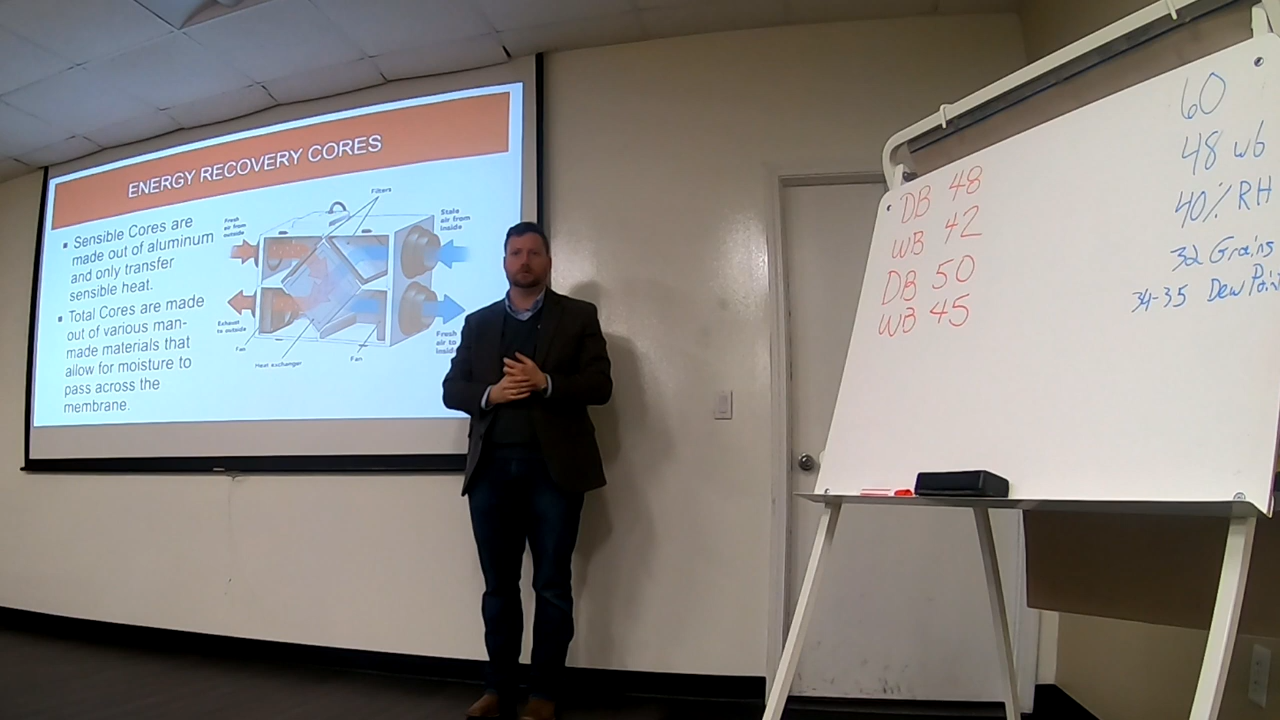 ENERGY RECOVERY CORES
▪ Sensible Cores are
made out of aluminum
and only transfer
sensible heat.
▪ Total Cores are made
out of various man-
made materials that
allow for moisture to
pass across the
membrane.
Filters
Fresh
air from
outside
Stale
air from
inside
Exhaust
to outside
Fan
Heat exchanger
Fan
Fresh
air to
inside
DB 48
WB 42
DB 50
WB 45
60
48 wb
40% RH
32 Grains
34-35 Dew